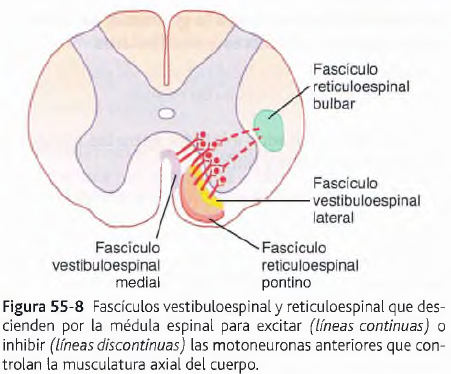 Fascículo
reticuloespinal
bulbar
Fascículo
vestibuloespinal
lateral
Fascículo
vestibuloespinal
medial
Fascículo
reticuloespinal
pontino
Figura 55-8 Fascículos vestibuloespinal y reticuloespinal que des-
cienden por la médula espinal para excitar (líneas continuas) o
inhibir (líneas discontinuas) las motoneuronas anteriores que con-
trolan la musculatura axial del cuerpo.